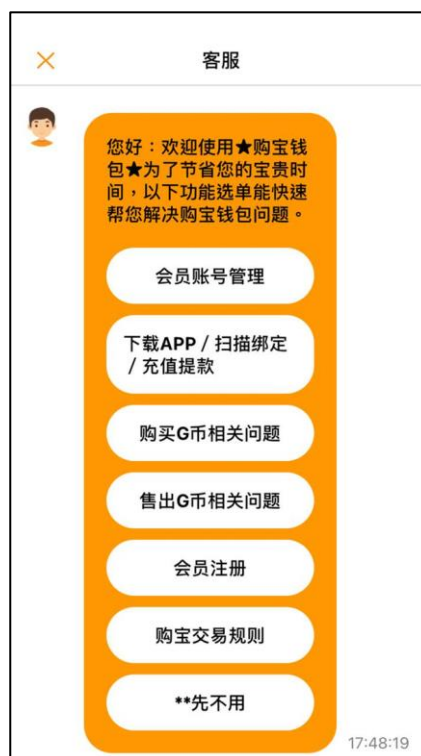 客服
您好：欢迎使用★购宝钱
包★为了节省您的宝贵时
间，以下功能选单能快速
帮您解决购宝钱包问题。
会员账号管理
下载APP / 扫描绑定
/ 充值提款
购买G币相关问题
售出G币相关问题
会员注册
购宝交易规则
**先不用
17:48:19